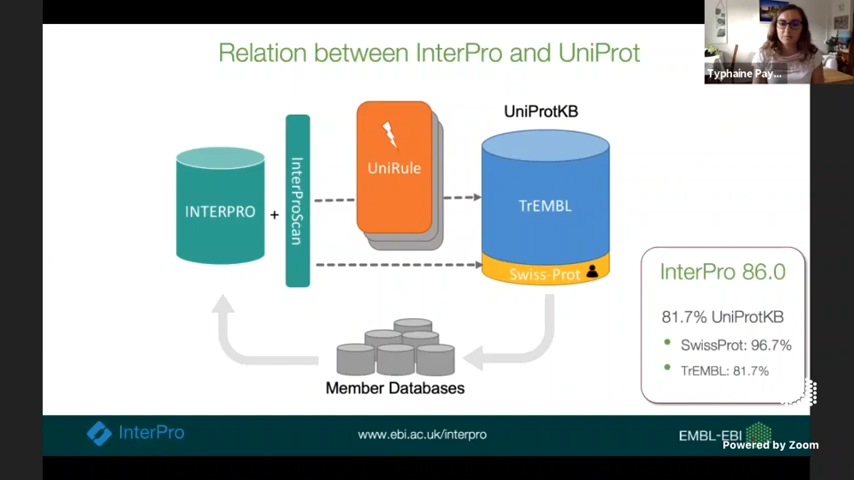 Relation between InterPro and UniProt
Typhaine Pay...
UniProtKB
INTERPRO
+
InterProScan
UniRule
TrEMBL
Swiss-Prot
Member Databases
InterPro 86.0
81.7% UniProtKB
• SwissProt: 96.7%
• TrEMBL: 81.7%
InterPro
www.ebi.ac.uk/interpro
EMBL-EBI
Powered by Zoom